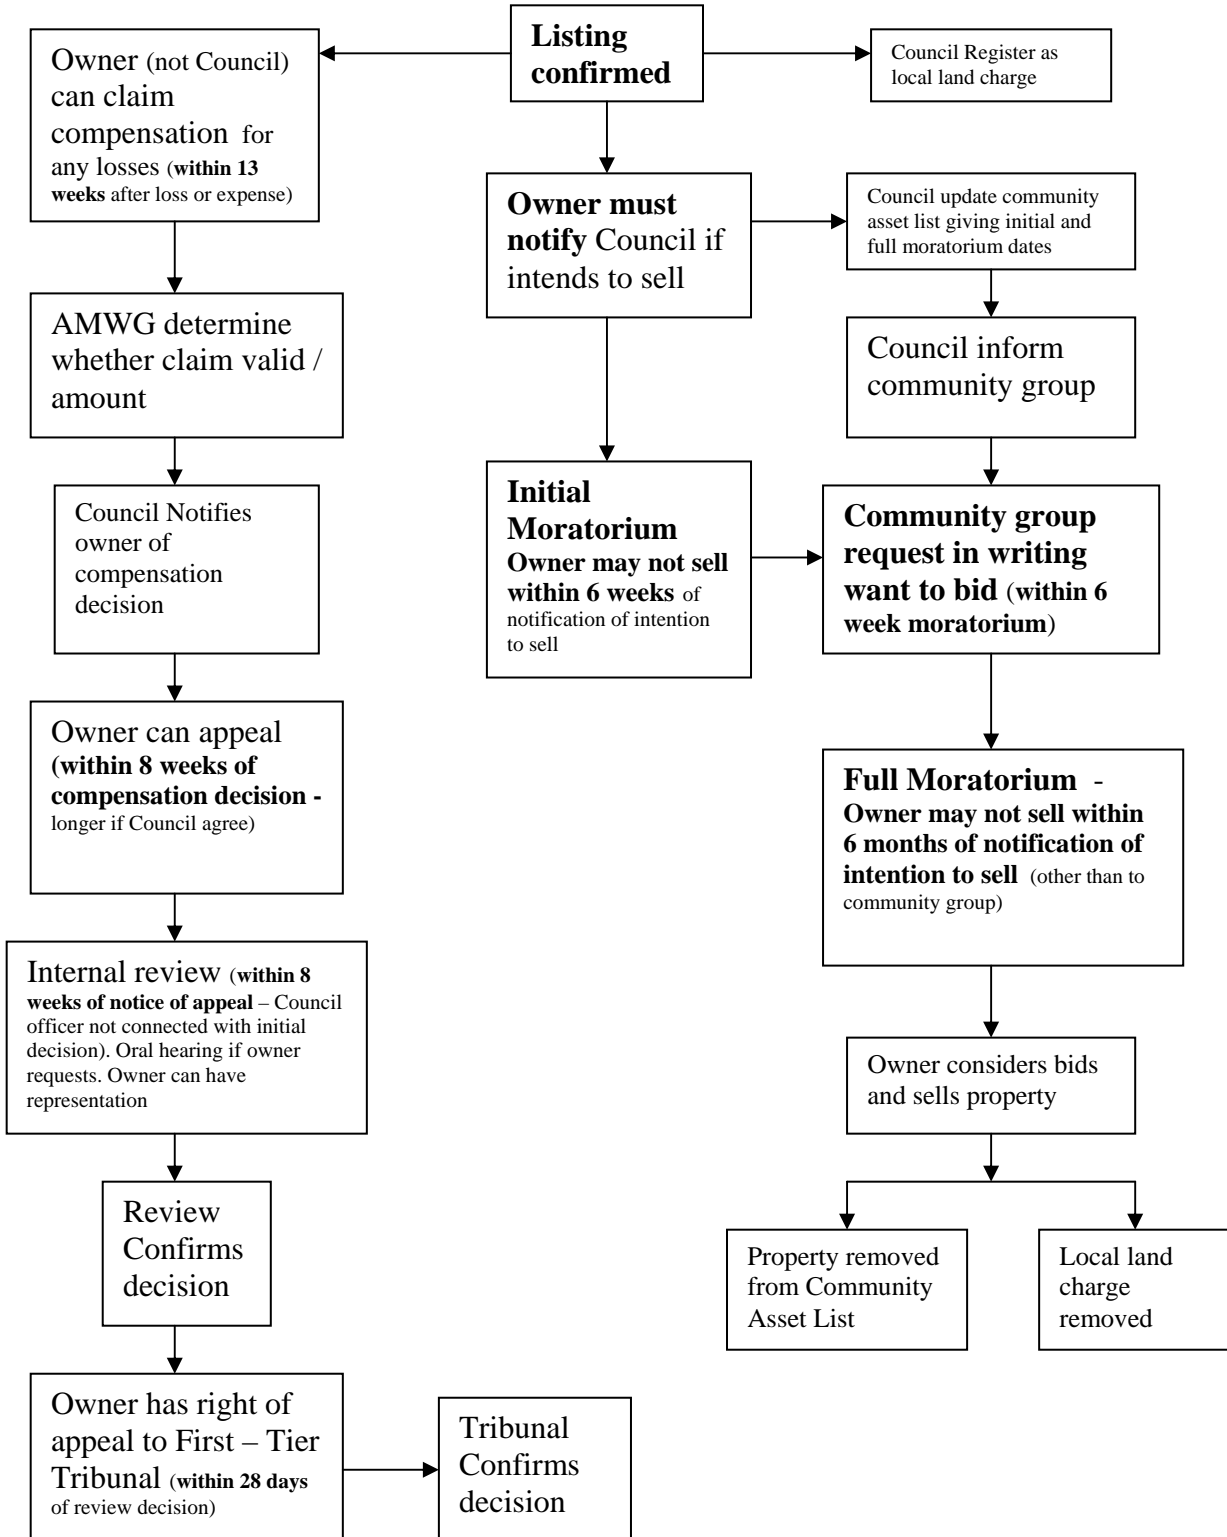 Listing
confirmed
Owner (not Council)
can claim
compensation for
any losses (within 13
weeks after loss or expense)
Council Register as
local land charge
Owner must
notify Council if
intends to sell
Council update community
asset list giving initial and
full moratorium dates
AMWG determine
whether claim valid /
amount
Council inform
community group
Council Notifies
owner of
compensation
decision
Initial
Moratorium
Owner may not sell
within 6 weeks of
notification of intention
to sell
Community group
request in writing
want to bid (within 6
week moratorium)
Owner can appeal
(within 8 weeks of
compensation decision -
longer if Council agree)
Full Moratorium -
Owner may not sell within
6 months of notification of
intention to sell (other than to
community group)
Internal review (within 8
weeks of notice of appeal – Council
officer not connected with initial
decision). Oral hearing if owner
requests. Owner can have
representation
Owner considers bids
and sells property
Review
Confirms
decision
Property removed
from Community
Asset List
Local land
charge
removed
Owner has right of
appeal to First – Tier
Tribunal (within 28 days
of review decision)
Tribunal
Confirms
decision